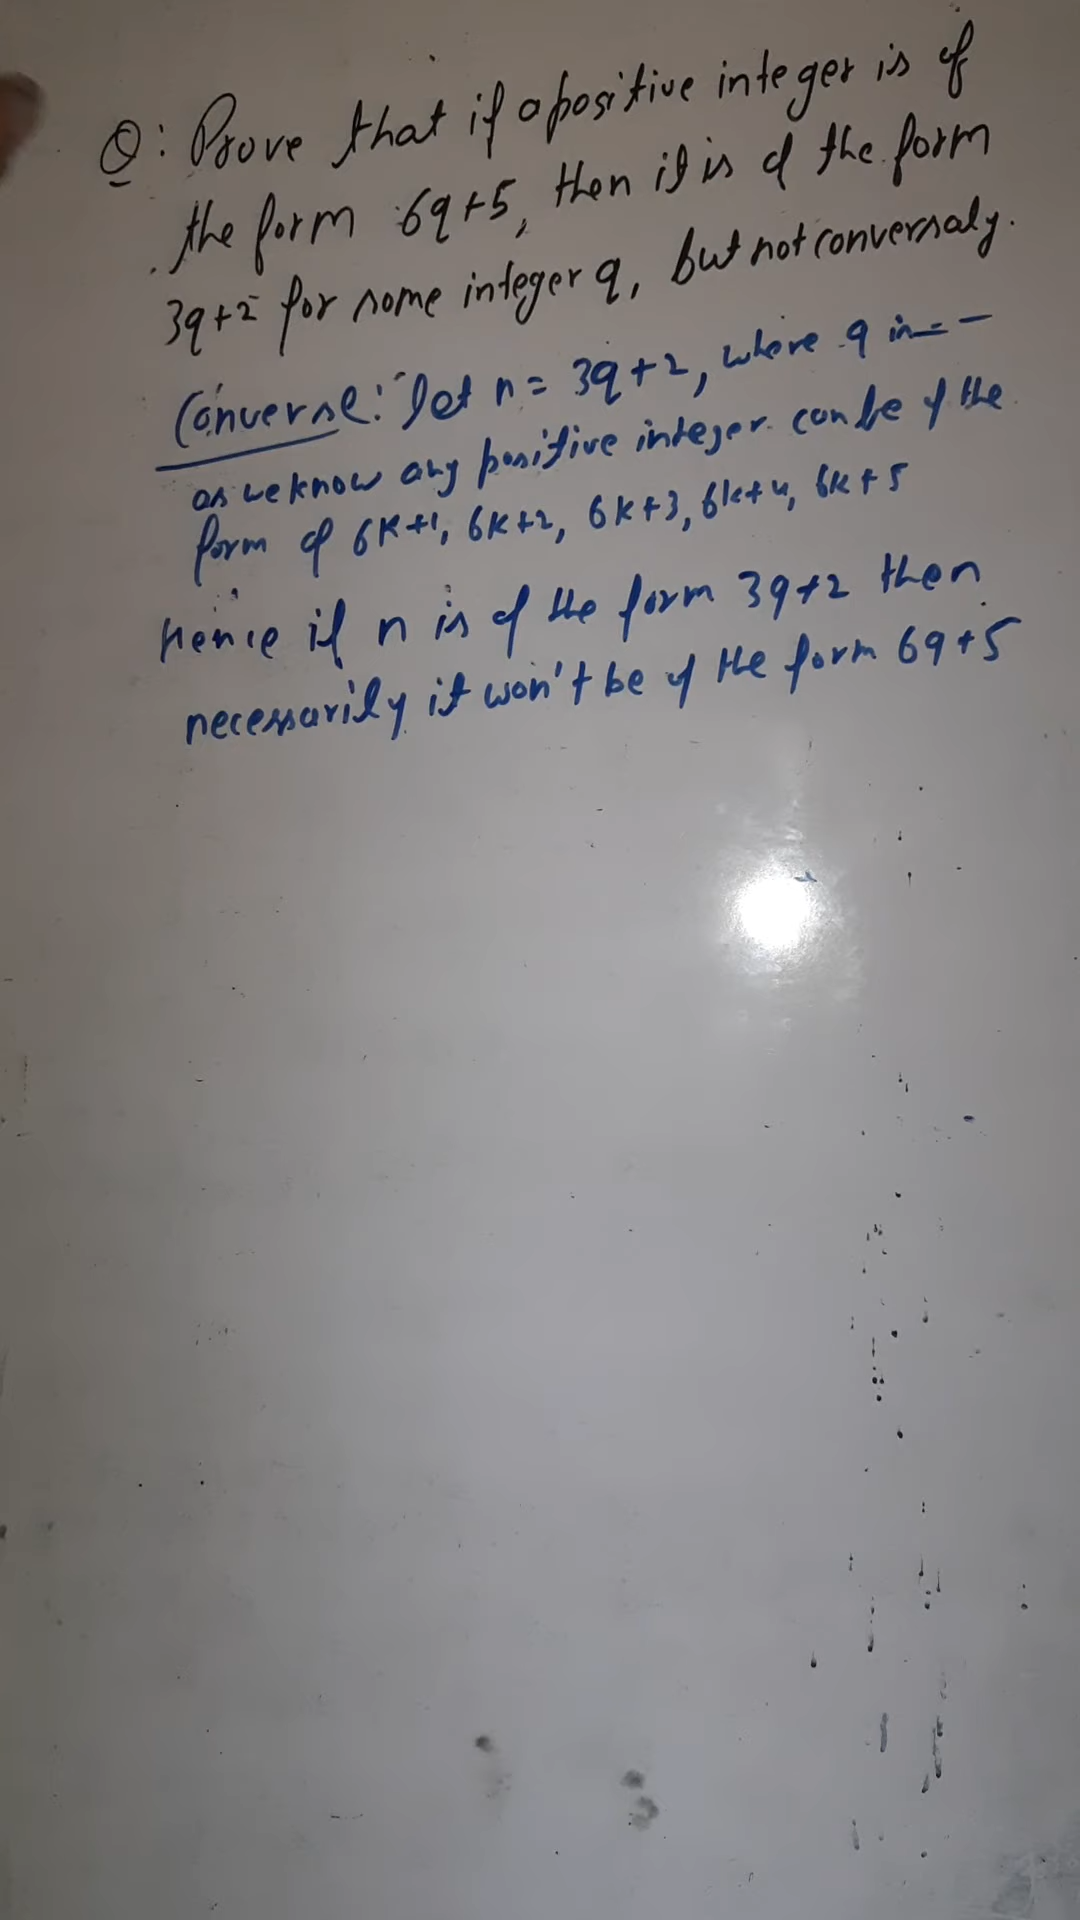 Q: Prove that if a positive integer is of
the form 6q+5, then it is of the form
3q+2 for some integer q, but not conversaly.
Converse: let n = 3q+2, where q in --
as we know any positive integer can be of the
form of 6k+1, 6k+2, 6k+3, 6k+4, 6k+5
Hence if n is of the form 3q+2 then
necessarily it won't be of the form 6q+5